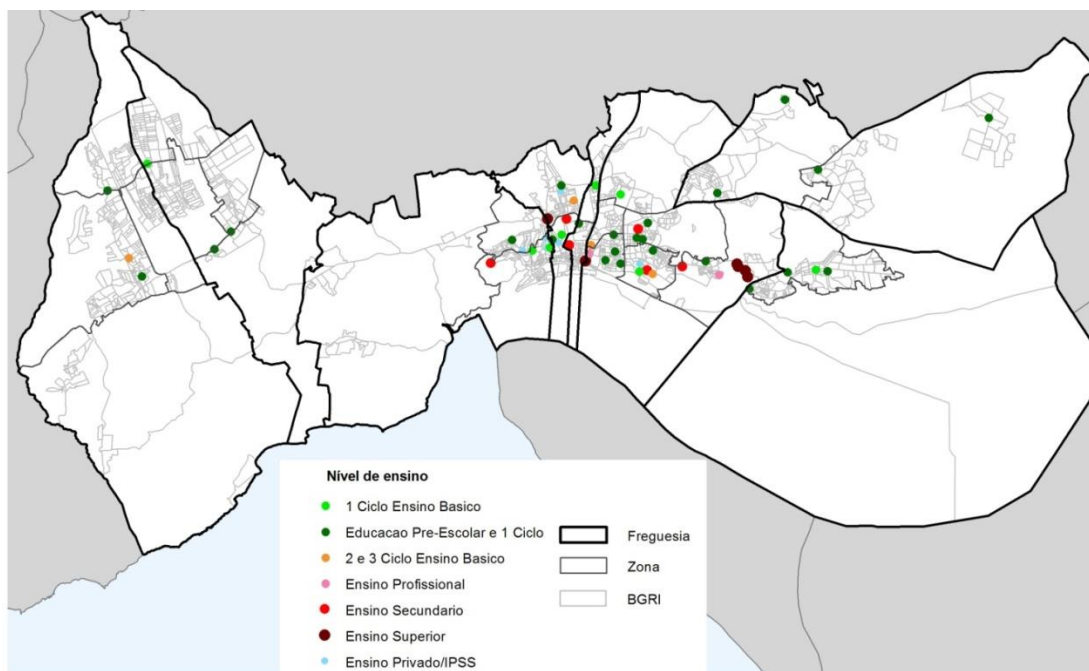 Nível de ensino
1 Ciclo Ensino Basico
Educacao Pre-Escolar e 1 Ciclo
2 e 3 Ciclo Ensino Basico
Ensino Profissional
Ensino Secundario
Ensino Superior
Ensino Privado/IPSS
Freguesia
Zona
BGRI